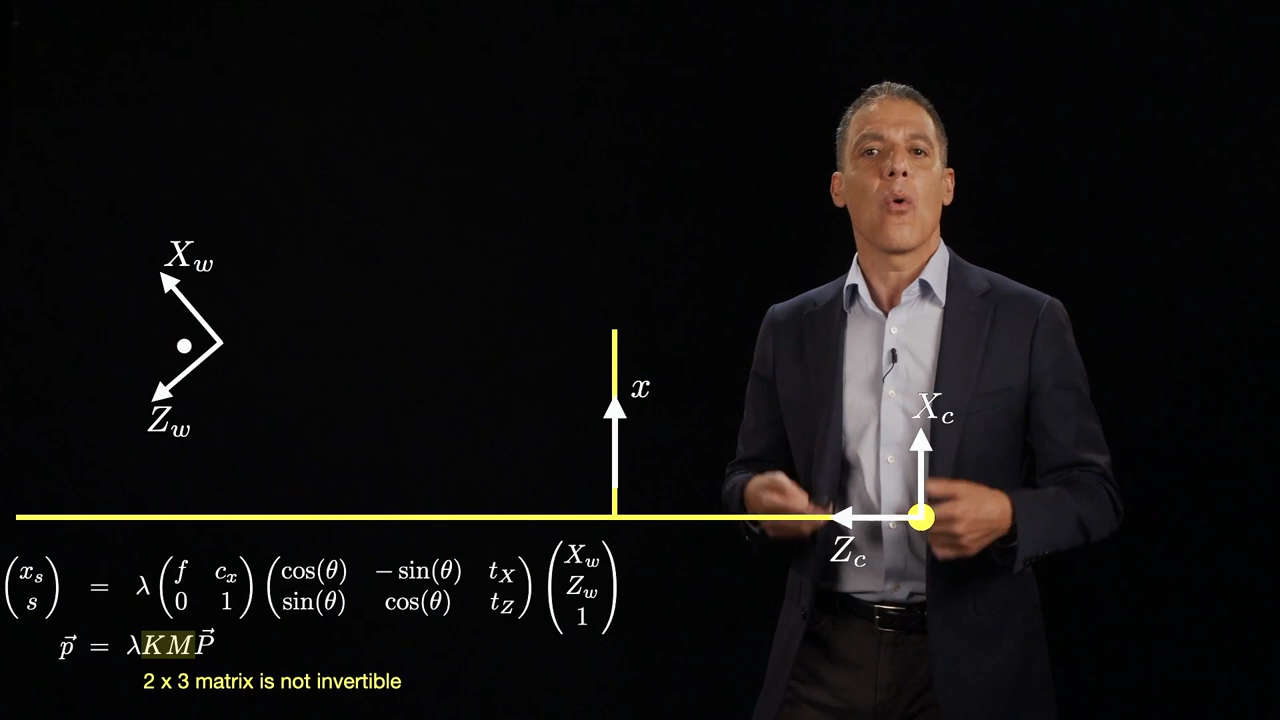 X_w
Z_w
x
X_c
Z_c
(x_s s) = λ (f c_x 0 1) (cos(θ) −sin(θ) t_X sin(θ) cos(θ) t_Z) (X_w Z_w 1)
p⃗ = λKMP⃗
2 x 3 matrix is not invertible